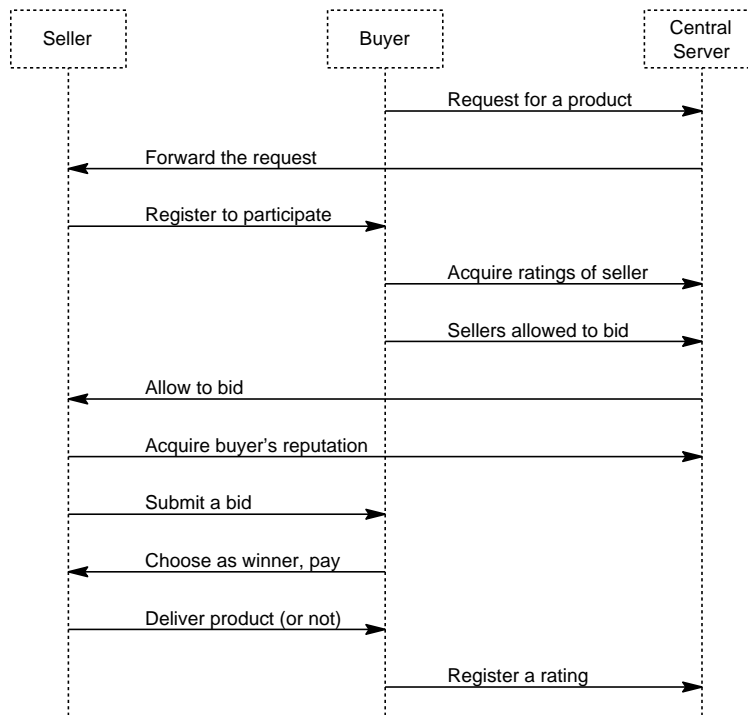 Seller
Buyer
Central
Server
Request for a product
Forward the request
Register to participate
Acquire ratings of seller
Sellers allowed to bid
Allow to bid
Acquire buyer’s reputation
Submit a bid
Choose as winner, pay
Deliver product (or not)
Register a rating